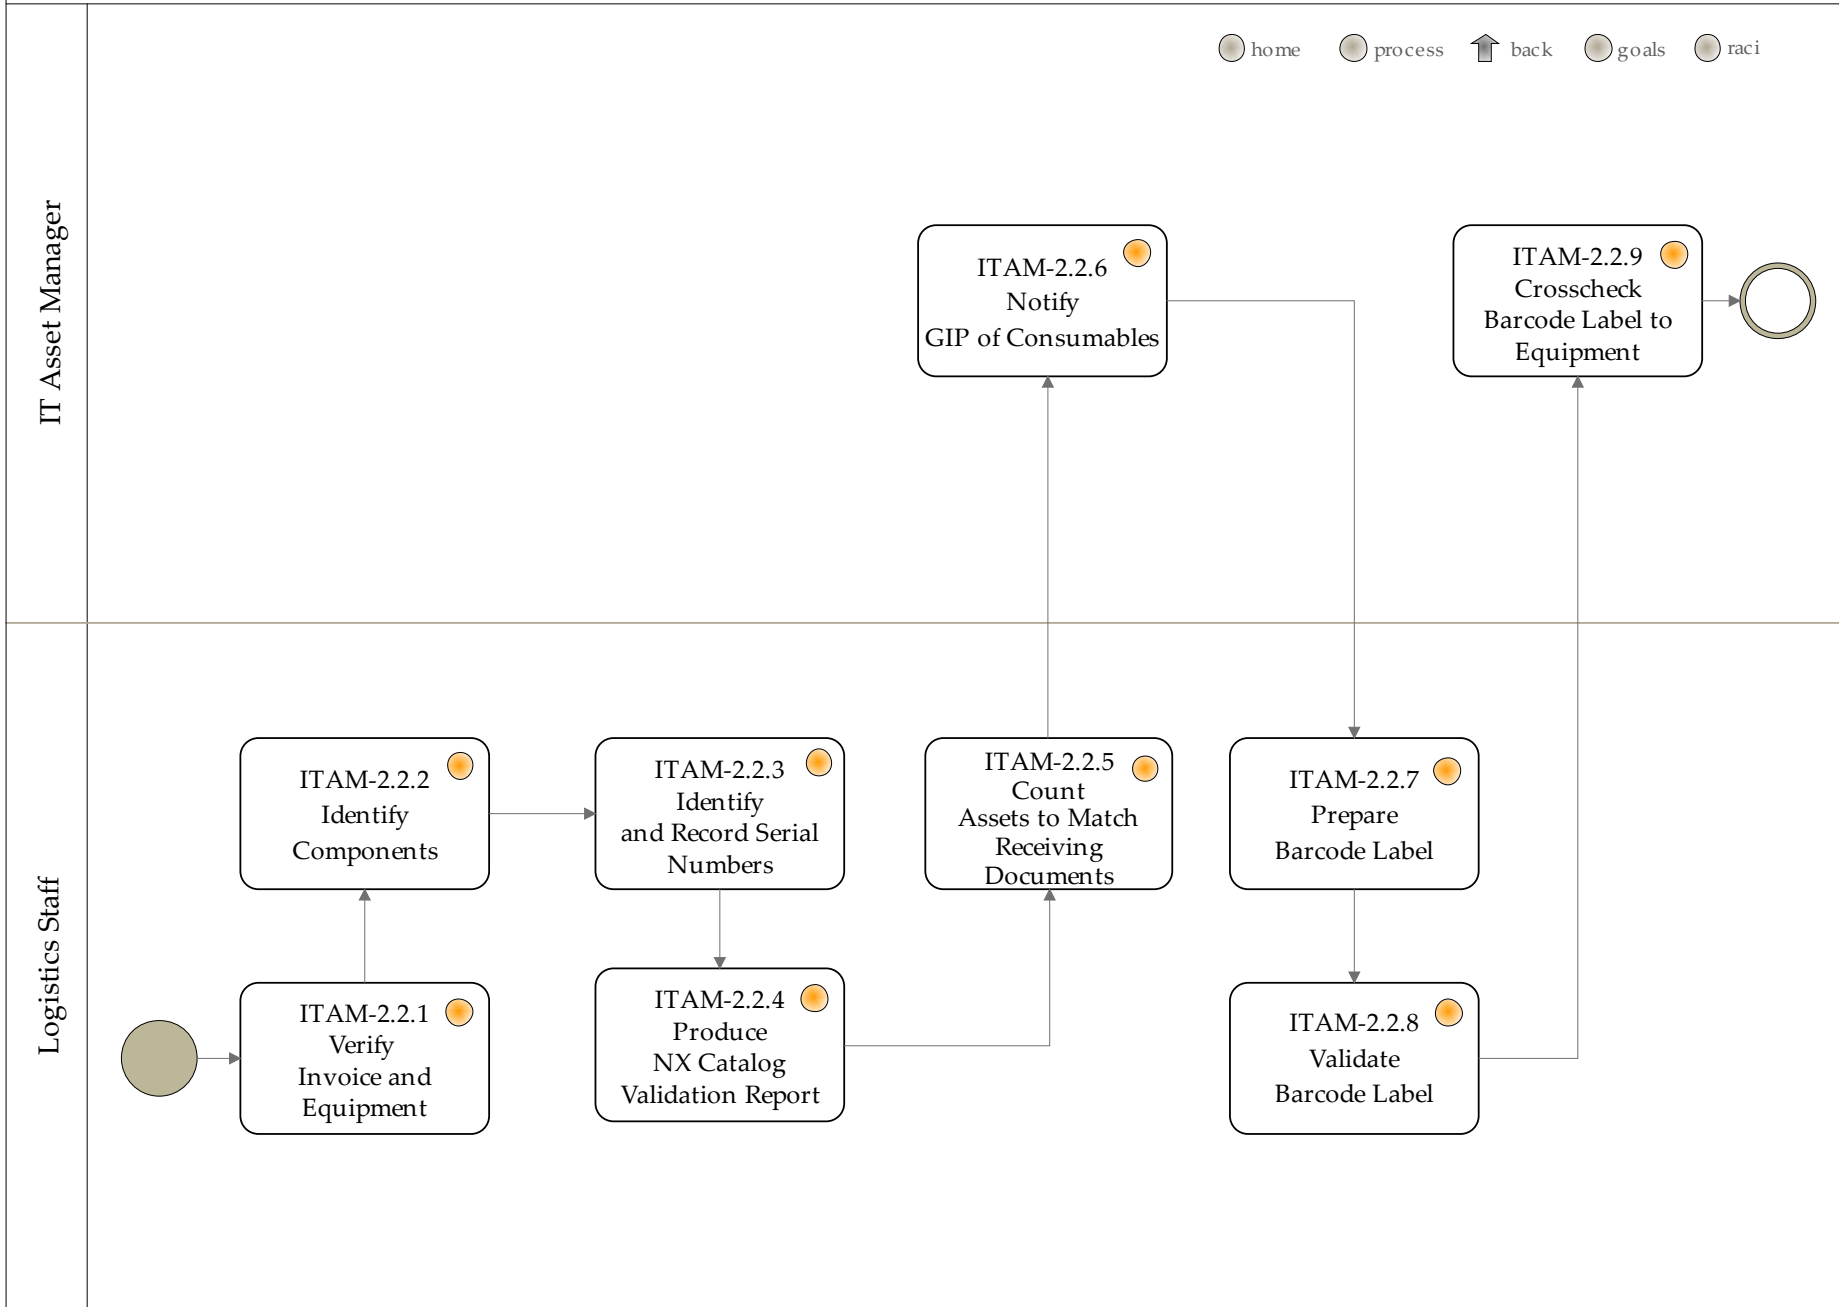 home process back goals raci
IT Asset Manager
ITAM-2.2.6
Notify
GIP of Consumables
ITAM-2.2.9
Crosscheck
Barcode Label to
Equipment
Logistics Staff
ITAM-2.2.2
Identify
Components
ITAM-2.2.3
Identify
and Record Serial
Numbers
ITAM-2.2.5
Count
Assets to Match
Receiving
Documents
ITAM-2.2.7
Prepare
Barcode Label
ITAM-2.2.1
Verify
Invoice and
Equipment
ITAM-2.2.4
Produce
NX Catalog
Validation Report
ITAM-2.2.8
Validate
Barcode Label